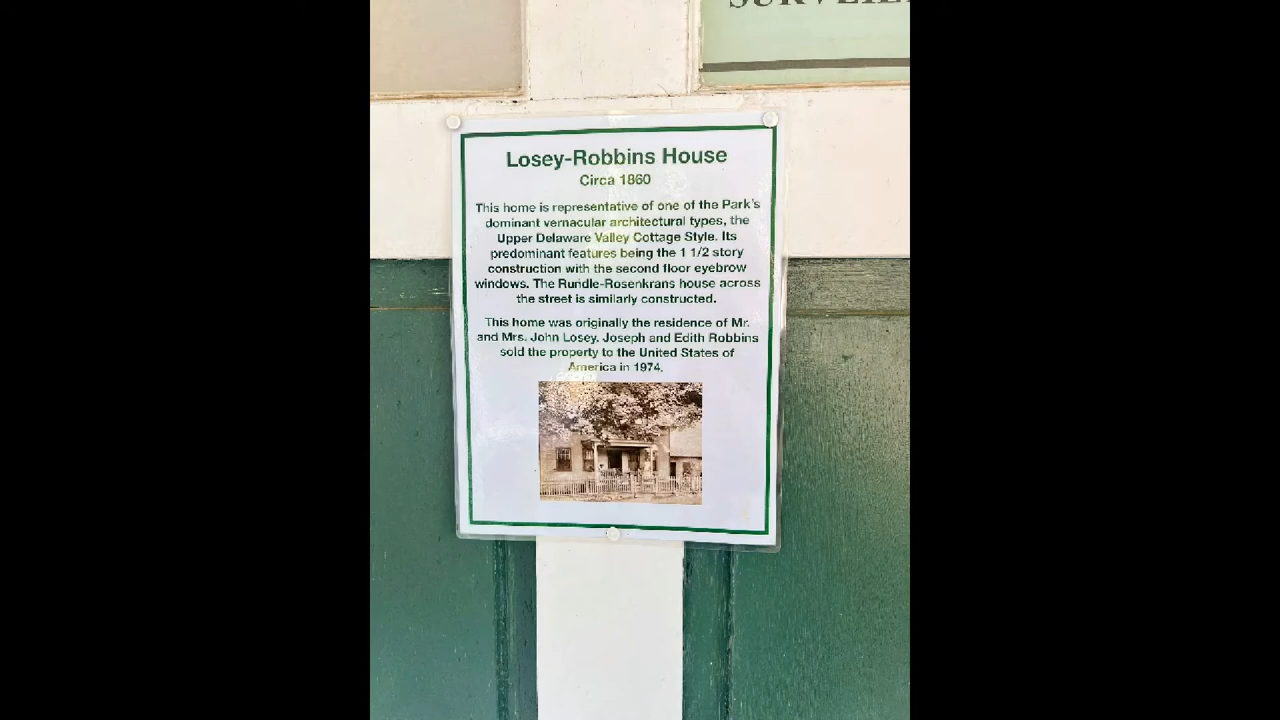 Losey-Robbins House
Circa 1860
This home is representative of one of the Park's
dominant vernacular architectural types, the
Upper Delaware Valley Cottage Style. Its
predominant features being the 1 1/2 story
construction with the second floor eyebrow
windows. The Rundle-Rosenkrans house across
the street is similarly constructed.
This home was originally the residence of Mr.
and Mrs. John Losey. Joseph and Edith Robbins
sold the property to the United States of
America in 1974.